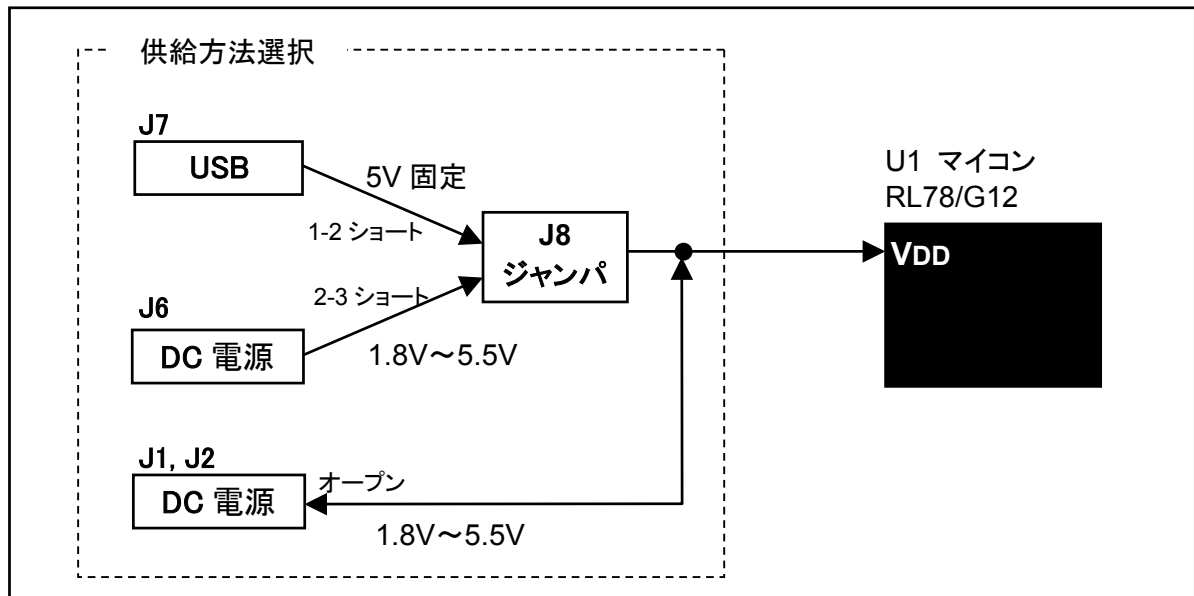 供給方法選択
J7
USB
5V 固定
1-2 ショート
J8
ジャンパ
U1 マイコン
RL78/G12
VDD
2-3 ショート
J6
DC 電源
1.8V～5.5V
J1, J2
DC 電源
オープン
1.8V～5.5V